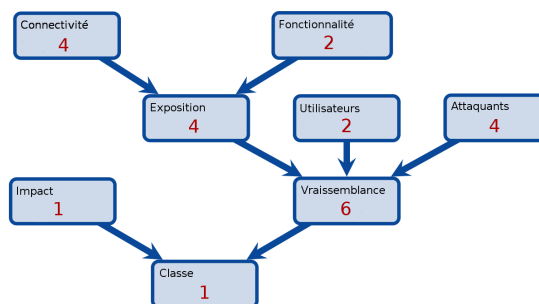 Connectivité
4
Fonctionnalité
2
Exposition
4
Utilisateurs
2
Attaquants
4
Impact
1
Vraissemblance
6
Classe
1